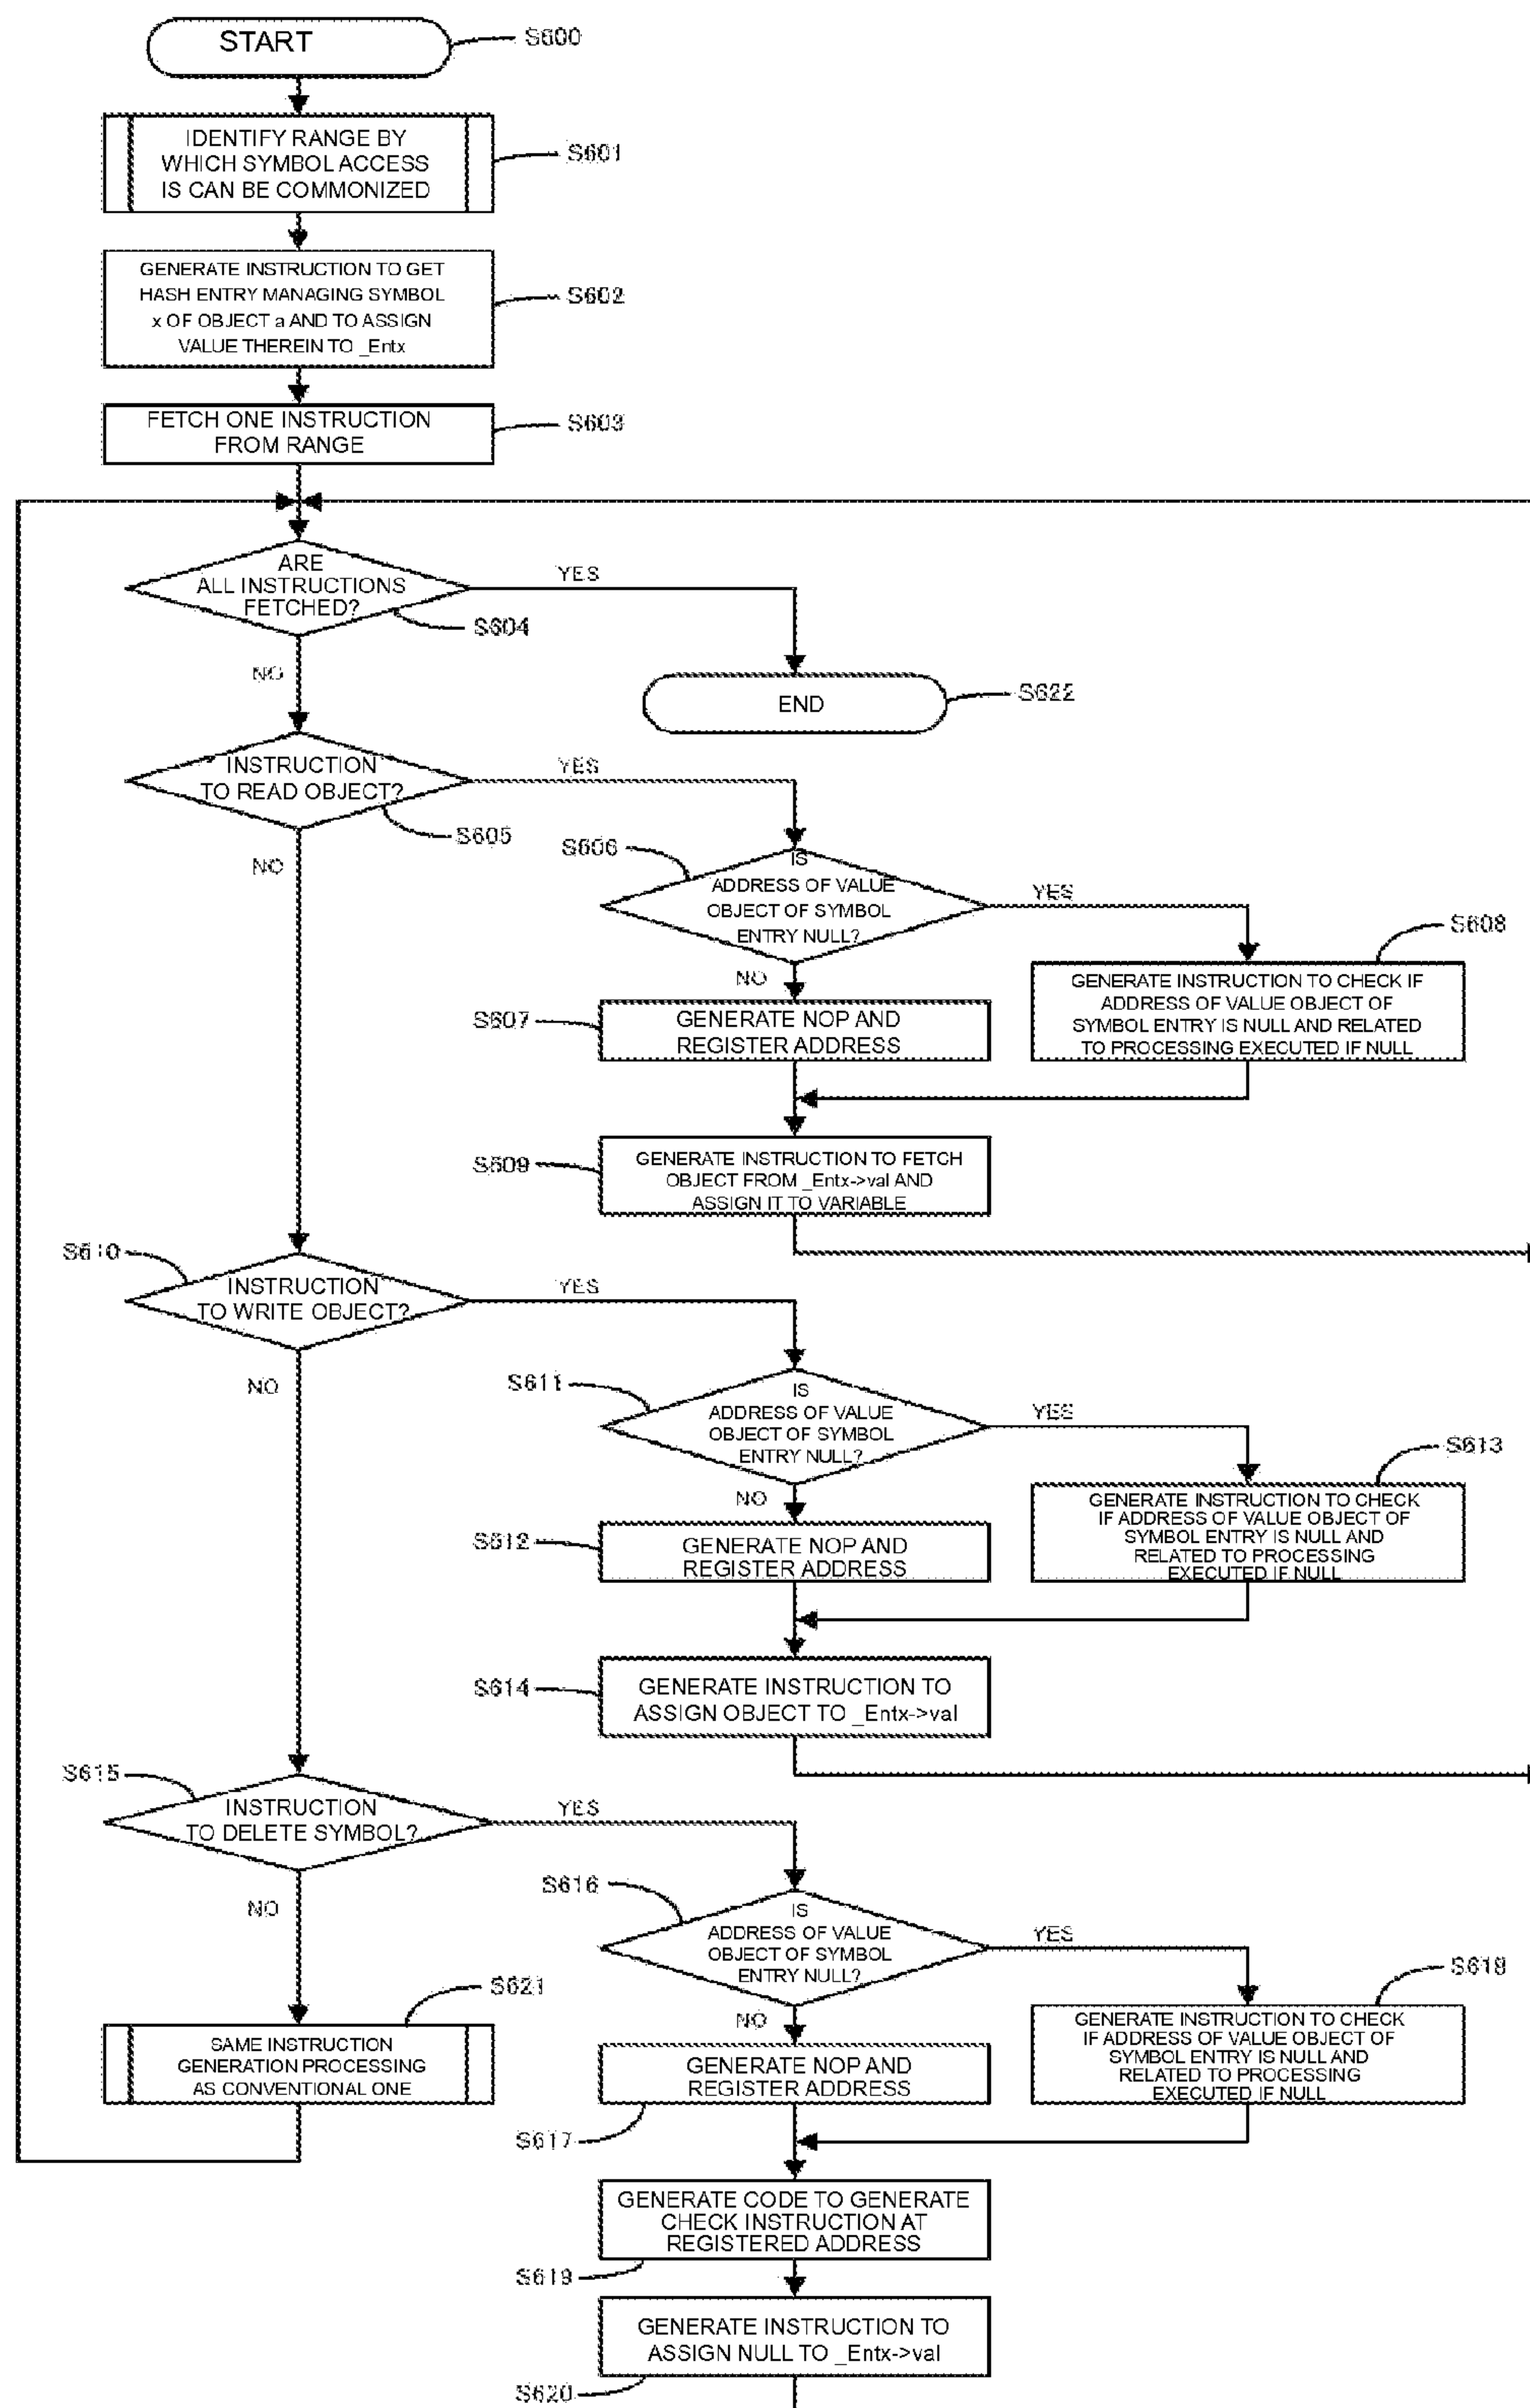 START
S600
IDENTIFY RANGE BY
WHICH SYMBOL ACCESS
IS CAN BE COMMONIZED
S601
GENERATE INSTRUCTION TO GET
HASH ENTRY MANAGING SYMBOL
x OF OBJECT a AND TO ASSIGN
VALUE THEREIN TO _Entx
S602
FETCH ONE INSTRUCTION
FROM RANGE
S603
ARE
ALL INSTRUCTIONS
FETCHED?
YES
S604
NO
END
S622
INSTRUCTION
TO READ OBJECT?
YES
S605
NO
S606
IS
ADDRESS OF VALUE
OBJECT OF SYMBOL
ENTRY NULL?
YES
NO
S608
GENERATE INSTRUCTION TO CHECK IF
ADDRESS OF VALUE OBJECT OF
SYMBOL ENTRY IS NULL AND RELATED
TO PROCESSING EXECUTED IF NULL
S607
GENERATE NOP AND
REGISTER ADDRESS
S609
GENERATE INSTRUCTION TO FETCH
OBJECT FROM _Entx->val AND
ASSIGN IT TO VARIABLE
S610
INSTRUCTION
TO WRITE OBJECT?
YES
NO
S611
IS
ADDRESS OF VALUE
OBJECT OF SYMBOL
ENTRY NULL?
YES
NO
S613
GENERATE INSTRUCTION TO CHECK
IF ADDRESS OF VALUE OBJECT OF
SYMBOL ENTRY IS NULL AND
RELATED TO PROCESSING
EXECUTED IF NULL
S612
GENERATE NOP AND
REGISTER ADDRESS
S614
GENERATE INSTRUCTION TO
ASSIGN OBJECT TO _Entx->val
S615
INSTRUCTION
TO DELETE SYMBOL?
YES
NO
S616
IS
ADDRESS OF VALUE
OBJECT OF SYMBOL
ENTRY NULL?
YES
NO
S618
GENERATE INSTRUCTION TO CHECK
IF ADDRESS OF VALUE OBJECT OF
SYMBOL ENTRY IS NULL AND
RELATED TO PROCESSING
EXECUTED IF NULL
S621
SAME INSTRUCTION
GENERATION PROCESSING
AS CONVENTIONAL ONE
GENERATE NOP AND
REGISTER ADDRESS
S617
GENERATE CODE TO GENERATE
CHECK INSTRUCTION AT
REGISTERED ADDRESS
S619
GENERATE INSTRUCTION TO
ASSIGN NULL TO _Entx->val
S620